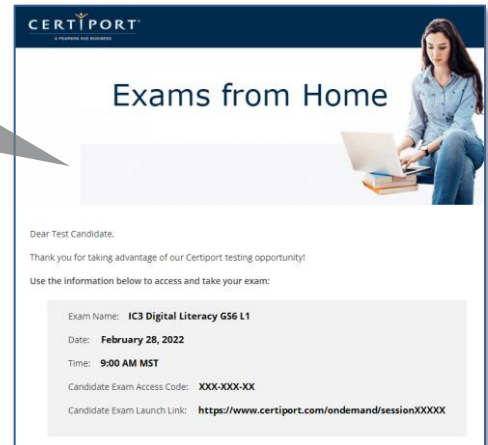 CERTIPORT
A PEARSON VUE BUSINESS
Exams from Home
Dear Test Candidate,
Thank you for taking advantage of our Certiport testing opportunity!
Use the information below to access and take your exam:
Exam Name: IC3 Digital Literacy GS6 L1
Date: February 28, 2022
Time: 9:00 AM MST
Candidate Exam Access Code: XXX-XXX-XX
Candidate Exam Launch Link: https://www.certiport.com/ondemand/sessionXXXXX